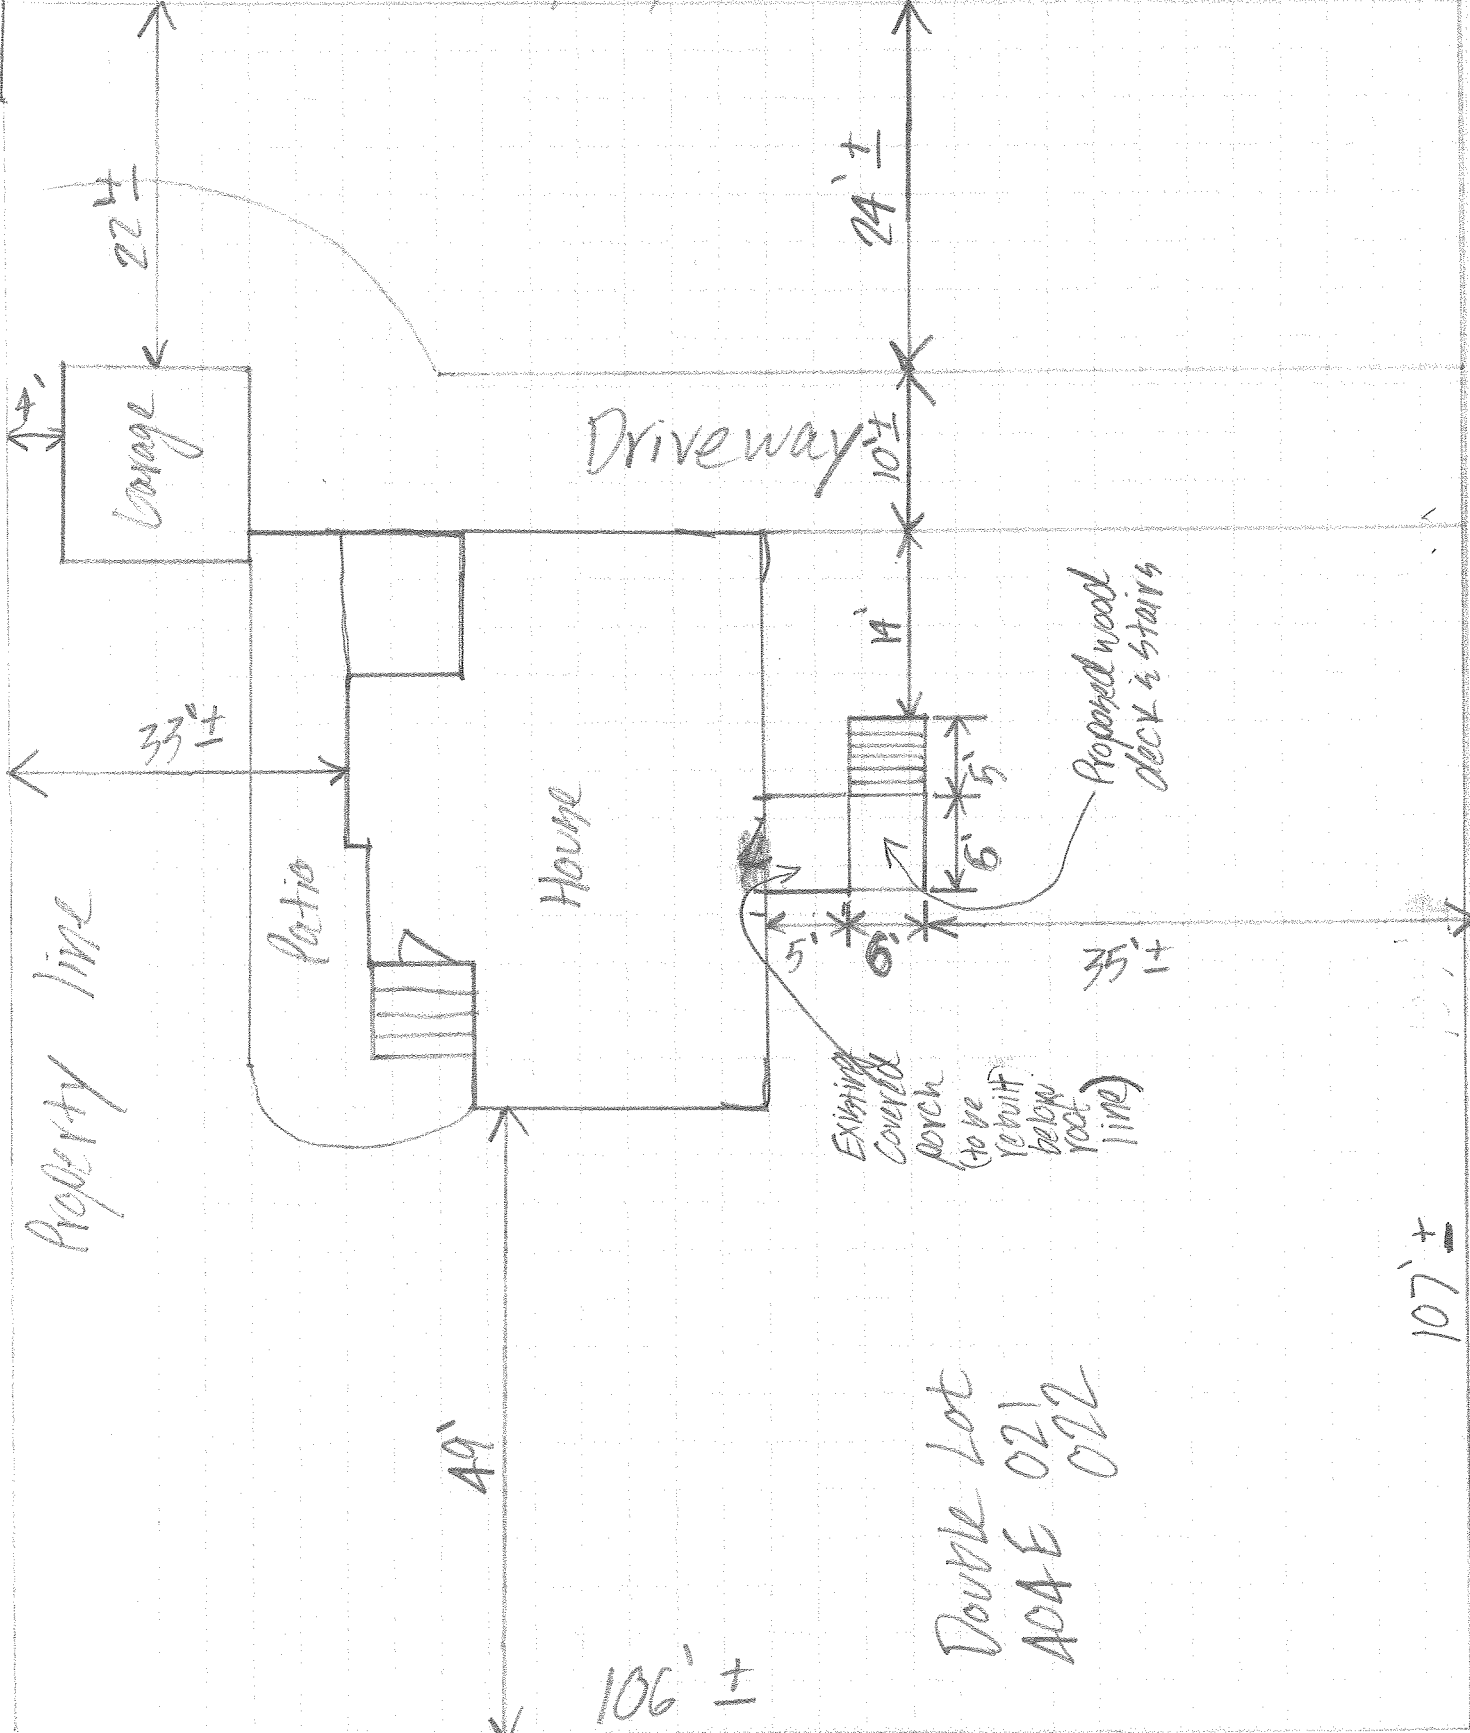 Property line
22' ±
4'
Garage
33' ±
Patio
House
49'
106' ±
Driveway
24' ±
10' ±
14'
5'
6'
5'
6'
35' ±
Proposed wood
deck & stairs
Existing
covered
porch
(to be
rebuilt
below
roof
line)
Double Lot
A04E 021
022
107' ±